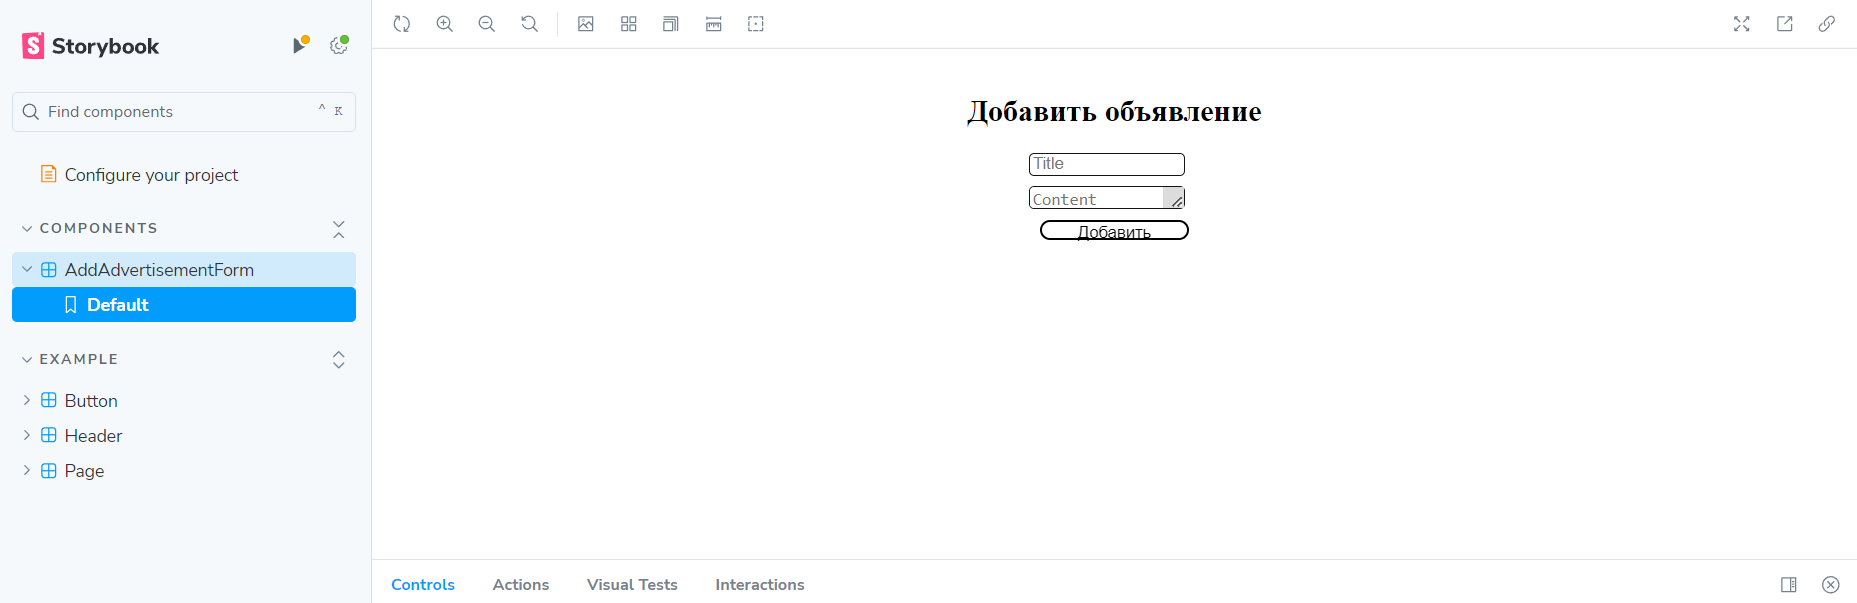 Storybook
Find components
^ K
Configure your project
COMPONENTS
AddAdvertisementForm
Default
EXAMPLE
Button
Header
Page
Добавить объявление
Title
Content
Добавить
Controls Actions Visual Tests Interactions